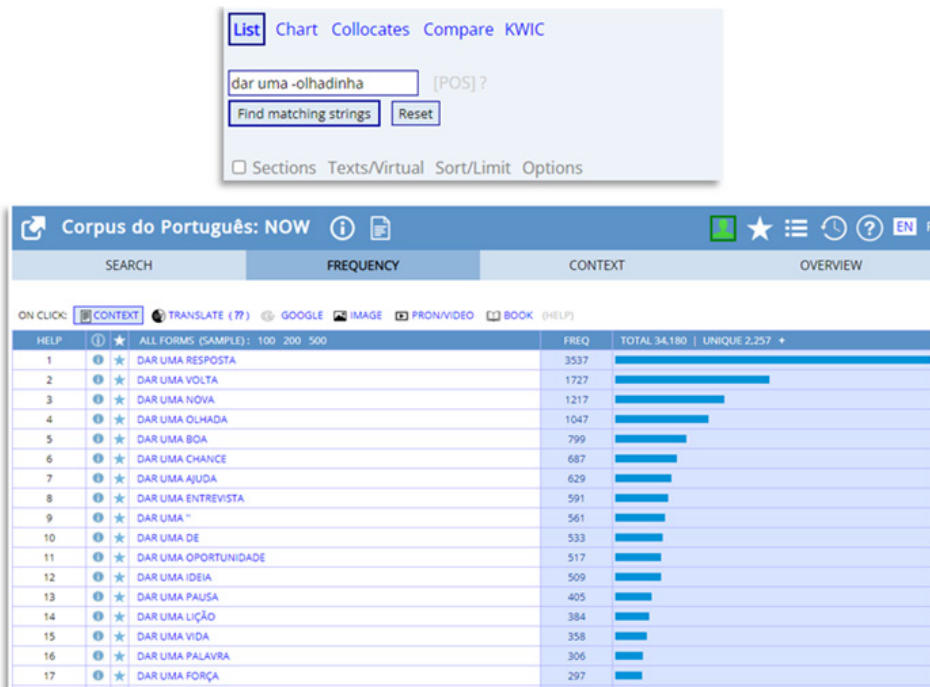 List Chart Collocates Compare KWIC
dar uma -olhadinha [POS] ?
Find matching strings Reset
Sections Texts/Virtual Sort/Limit Options
Corpus do Português: NOW EN
SEARCH FREQUENCY CONTEXT OVERVIEW
ON CLICK: CONTEXT TRANSLATE (??) GOOGLE IMAGE PRON/VIDEO BOOK (HELP)
HELP ALL FORMS (SAMPLE): 100 200 500 FREQ TOTAL 34,180 | UNIQUE 2,257 +
1 DAR UMA RESPOSTA 3537
2 DAR UMA VOLTA 1727
3 DAR UMA NOVA 1217
4 DAR UMA OLHADA 1047
5 DAR UMA BOA 799
6 DAR UMA CHANCE 687
7 DAR UMA AJUDA 629
8 DAR UMA ENTREVISTA 591
9 DAR UMA " 561
10 DAR UMA DE 533
11 DAR UMA OPORTUNIDADE 517
12 DAR UMA IDEIA 509
13 DAR UMA PAUSA 405
14 DAR UMA LIÇÃO 384
15 DAR UMA VIDA 358
16 DAR UMA PALAVRA 306
17 DAR UMA FORÇA 297